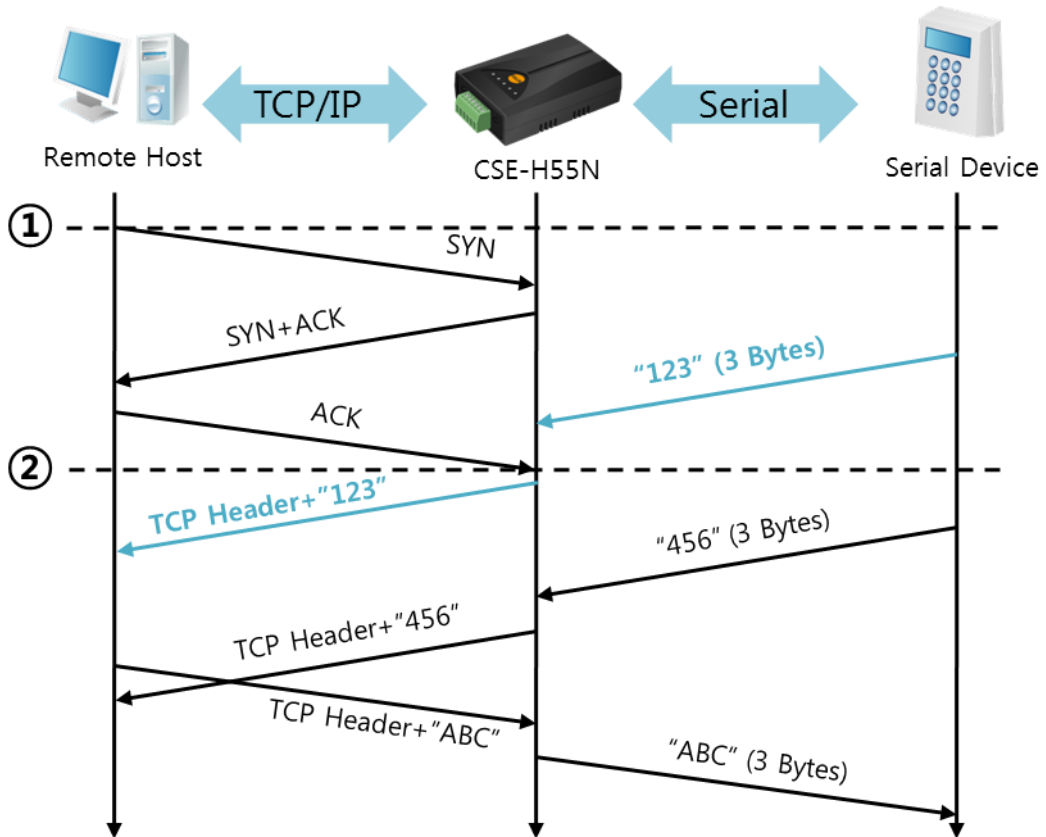 TCP/IP
Serial
Remote Host
CSE-H55N
Serial Device
①
SYN
SYN+ACK
“123” (3 Bytes)
ACK
②
TCP Header+”123”
“456” (3 Bytes)
TCP Header+”456”
TCP Header+”ABC”
“ABC” (3 Bytes)